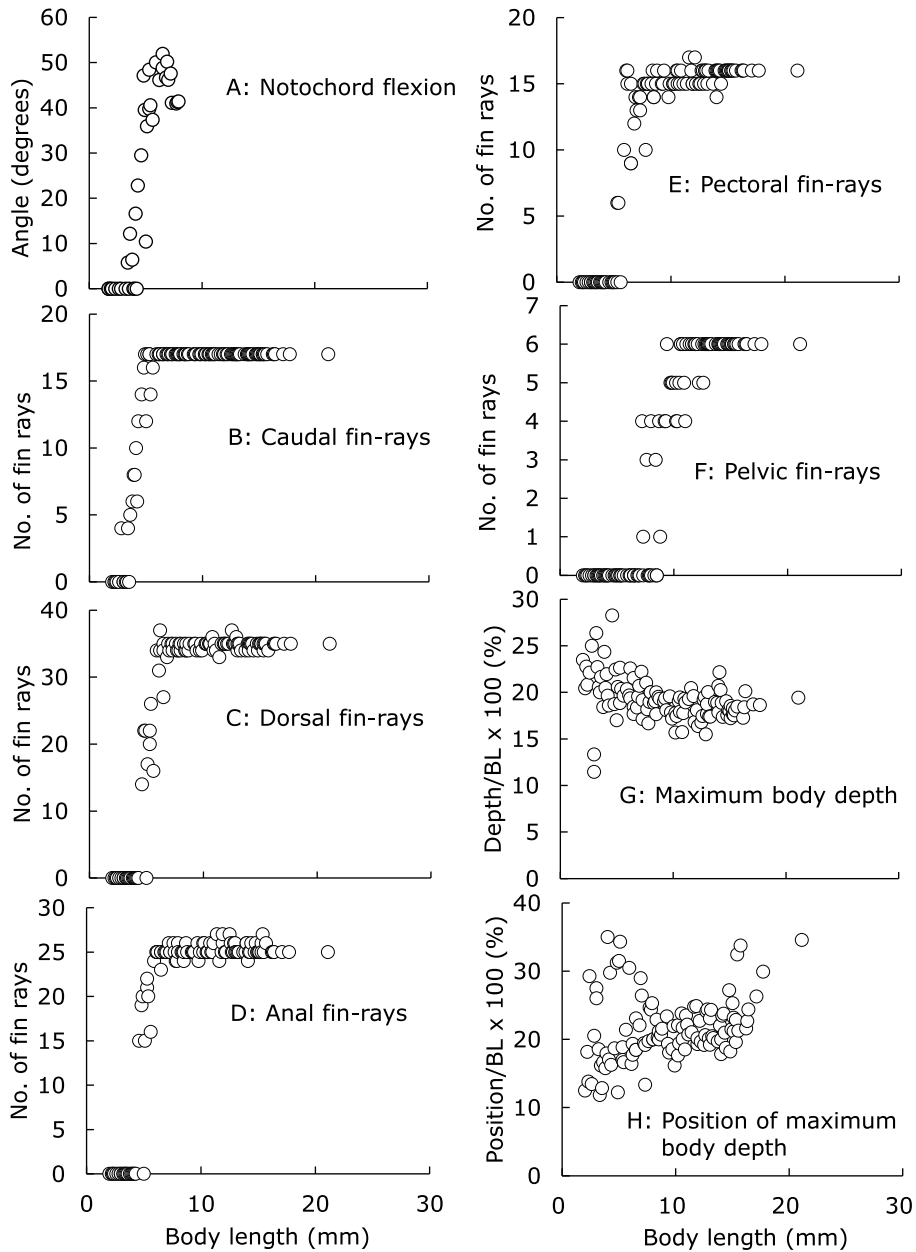 60
50
40
30
20
10
0
Angle (degrees)
A: Notochord flexion
20
15
10
5
0
No. of fin rays
B: Caudal fin-rays
40
30
20
10
0
No. of fin rays
C: Dorsal fin-rays
30
25
20
15
10
5
0
No. of fin rays
D: Anal fin-rays
0 10 20 30
Body length (mm)
20
15
10
5
0
No. of fin rays
E: Pectoral fin-rays
7
6
5
4
3
2
1
0
No. of fin rays
F: Pelvic fin-rays
30
25
20
15
10
5
0
Depth/BL x 100 (%)
G: Maximum body depth
40
30
20
10
0
Position/BL x 100 (%)
H: Position of maximum
body depth
0 10 20 30
Body length (mm)